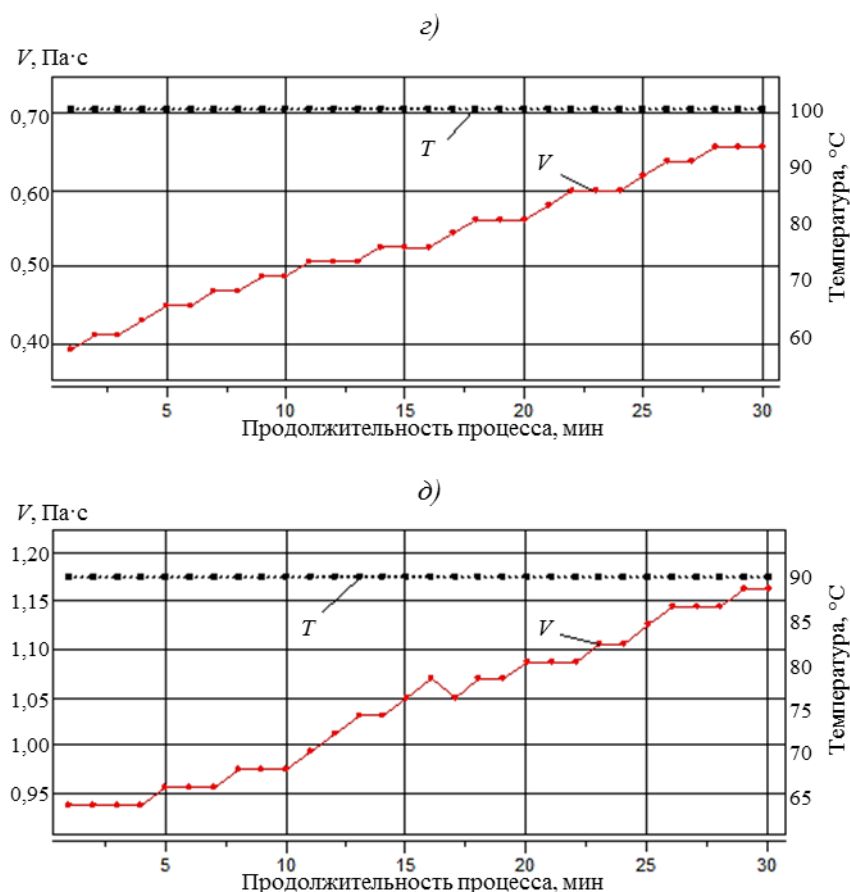 г)
V, Па·с
0,70
0,60
0,50
0,40
T
V
100
90
80
70
60
Температура, °C
5 10 15 20 25 30
Продолжительность процесса, мин
д)
V, Па·с
1,20
1,15
1,10
1,05
1,00
0,95
T
V
90
85
80
75
70
65
Температура, °C
5 10 15 20 25 30
Продолжительность процесса, мин